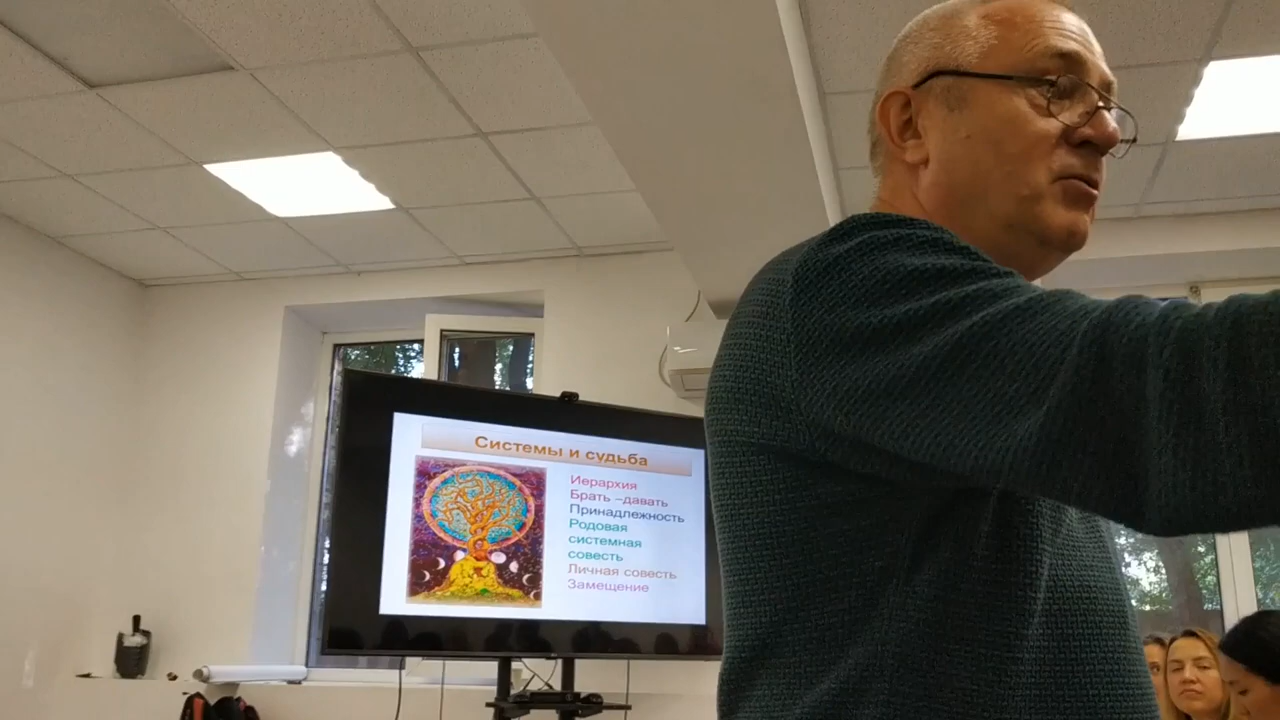 Системы и судьба
Иерархия
Брать –давать
Принадлежность
Родовая
системная
совесть
Личная совесть
Замещение